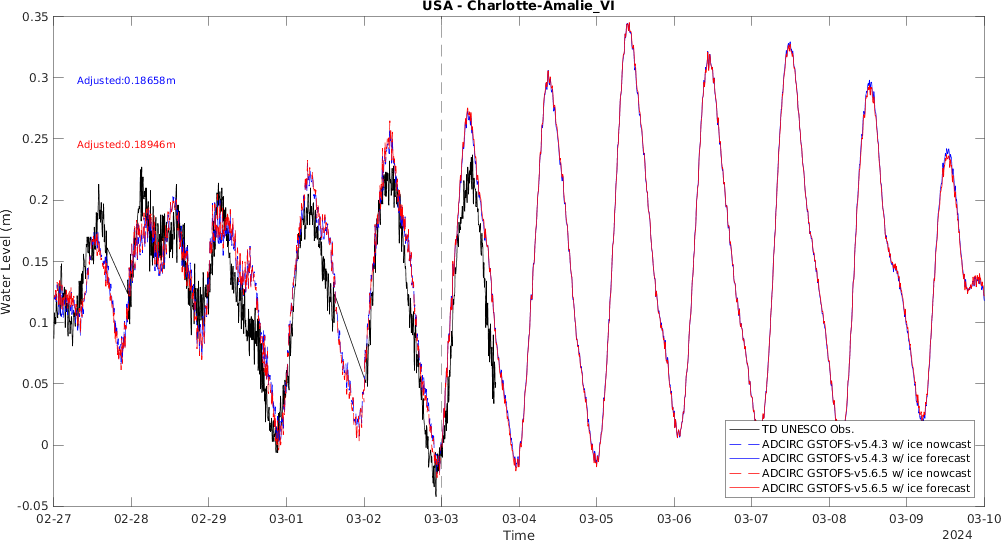 USA - Charlotte-Amalie_VI
0.35
0.3
0.25
0.2
0.15
0.1
0.05
0
-0.05
Water Level (m)
Adjusted:0.18658m
Adjusted:0.18946m
TD UNESCO Obs.
ADCIRC GSTOFS-v5.4.3 w/ ice nowcast
ADCIRC GSTOFS-v5.4.3 w/ ice forecast
ADCIRC GSTOFS-v5.6.5 w/ ice nowcast
ADCIRC GSTOFS-v5.6.5 w/ ice forecast
02-27 02-28 02-29 03-01 03-02 03-03 03-04 03-05 03-06 03-07 03-08 03-09 03-10
Time
2024